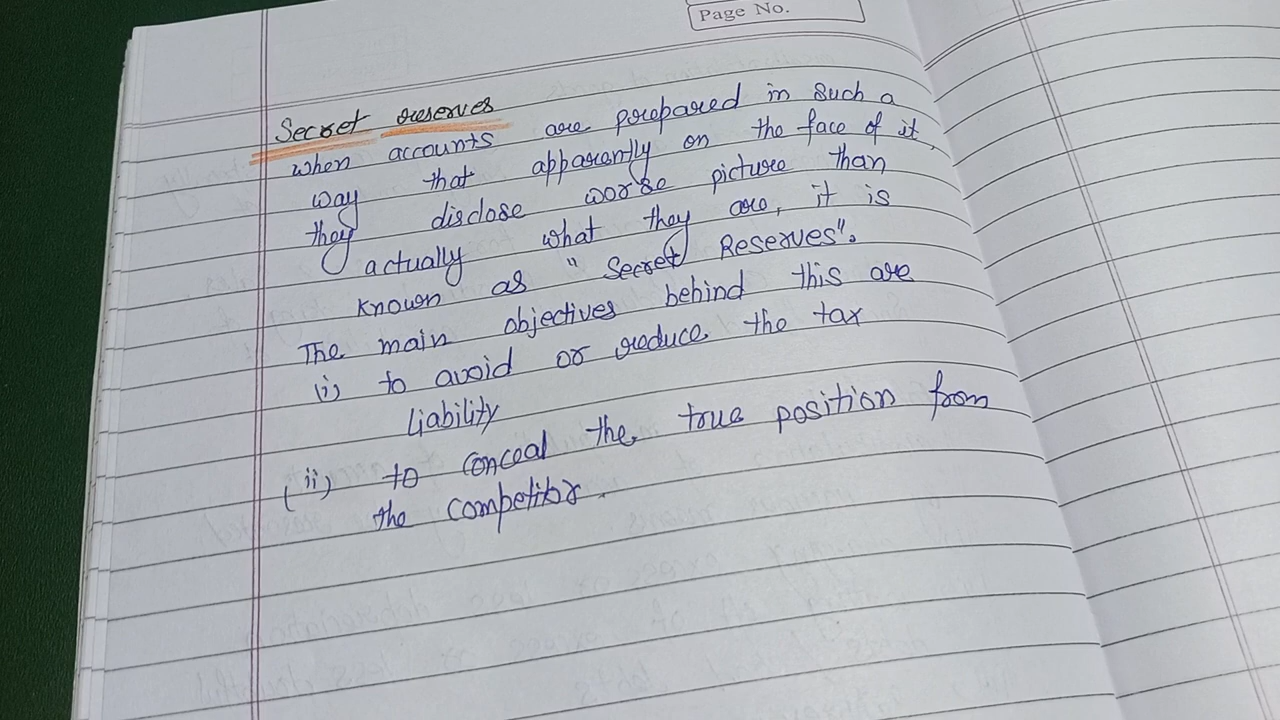 Page No.
Secret reserves
when accounts are prepared in such a
way that apparently on the face of it,
they disclose worse picture than
actually what they are, it is
known as "Secret Reserves".
The main objectives behind this are
(i) to avoid or reduce the tax
liability
(ii) to conceal the true position from
the competitor.